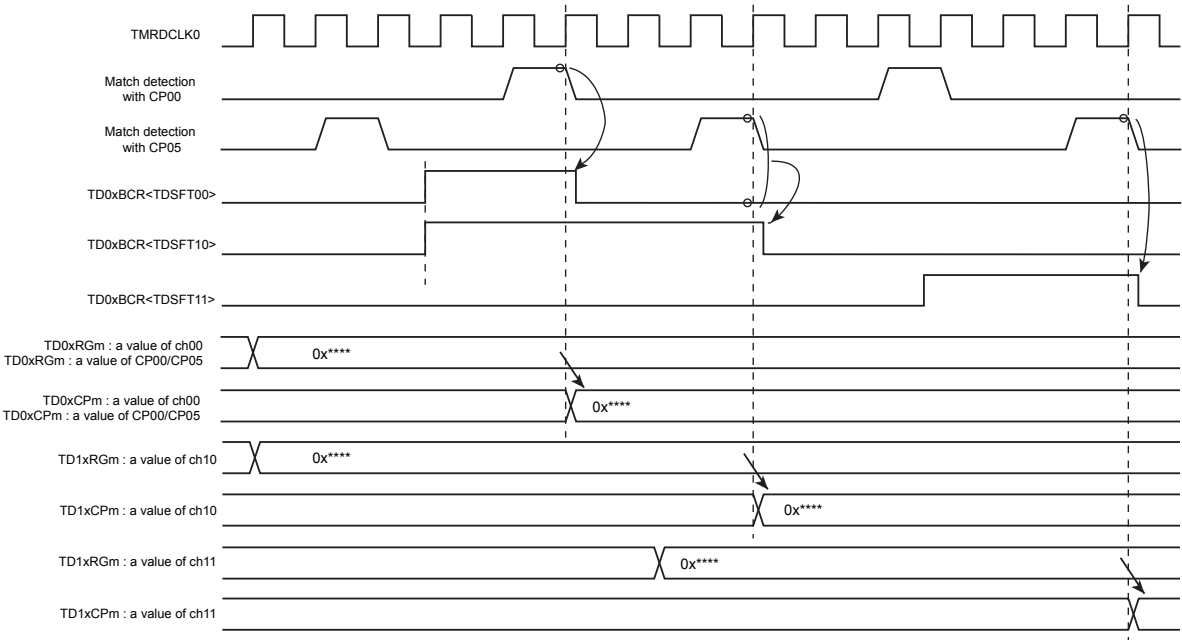 TMRDCLK0
Match detection
with CP00
Match detection
with CP05
TD0xBCR<TDSFT00>
TD0xBCR<TDSFT10>
TD0xBCR<TDSFT11>
TD0xRGm : a value of ch00
TD0xRGm : a value of CP00/CP05
0x****
TD0xCPm : a value of ch00
TD0xCPm : a value of CP00/CP05
0x****
TD1xRGm : a value of ch10
0x****
TD1xCPm : a value of ch10
0x****
TD1xRGm : a value of ch11
0x****
TD1xCPm : a value of ch11